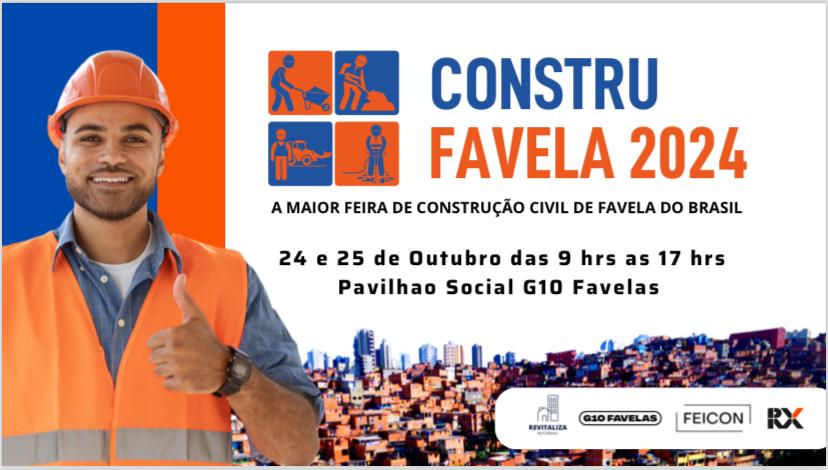 CONSTRU
FAVELA 2024
A MAIOR FEIRA DE CONSTRUÇÃO CIVIL DE FAVELA DO BRASIL
24 e 25 de Outubro das 9 hrs as 17 hrs
Pavilhao Social G10 Favelas
REVITALIZA
REFORMAS
G10 FAVELAS
FEICON
RX